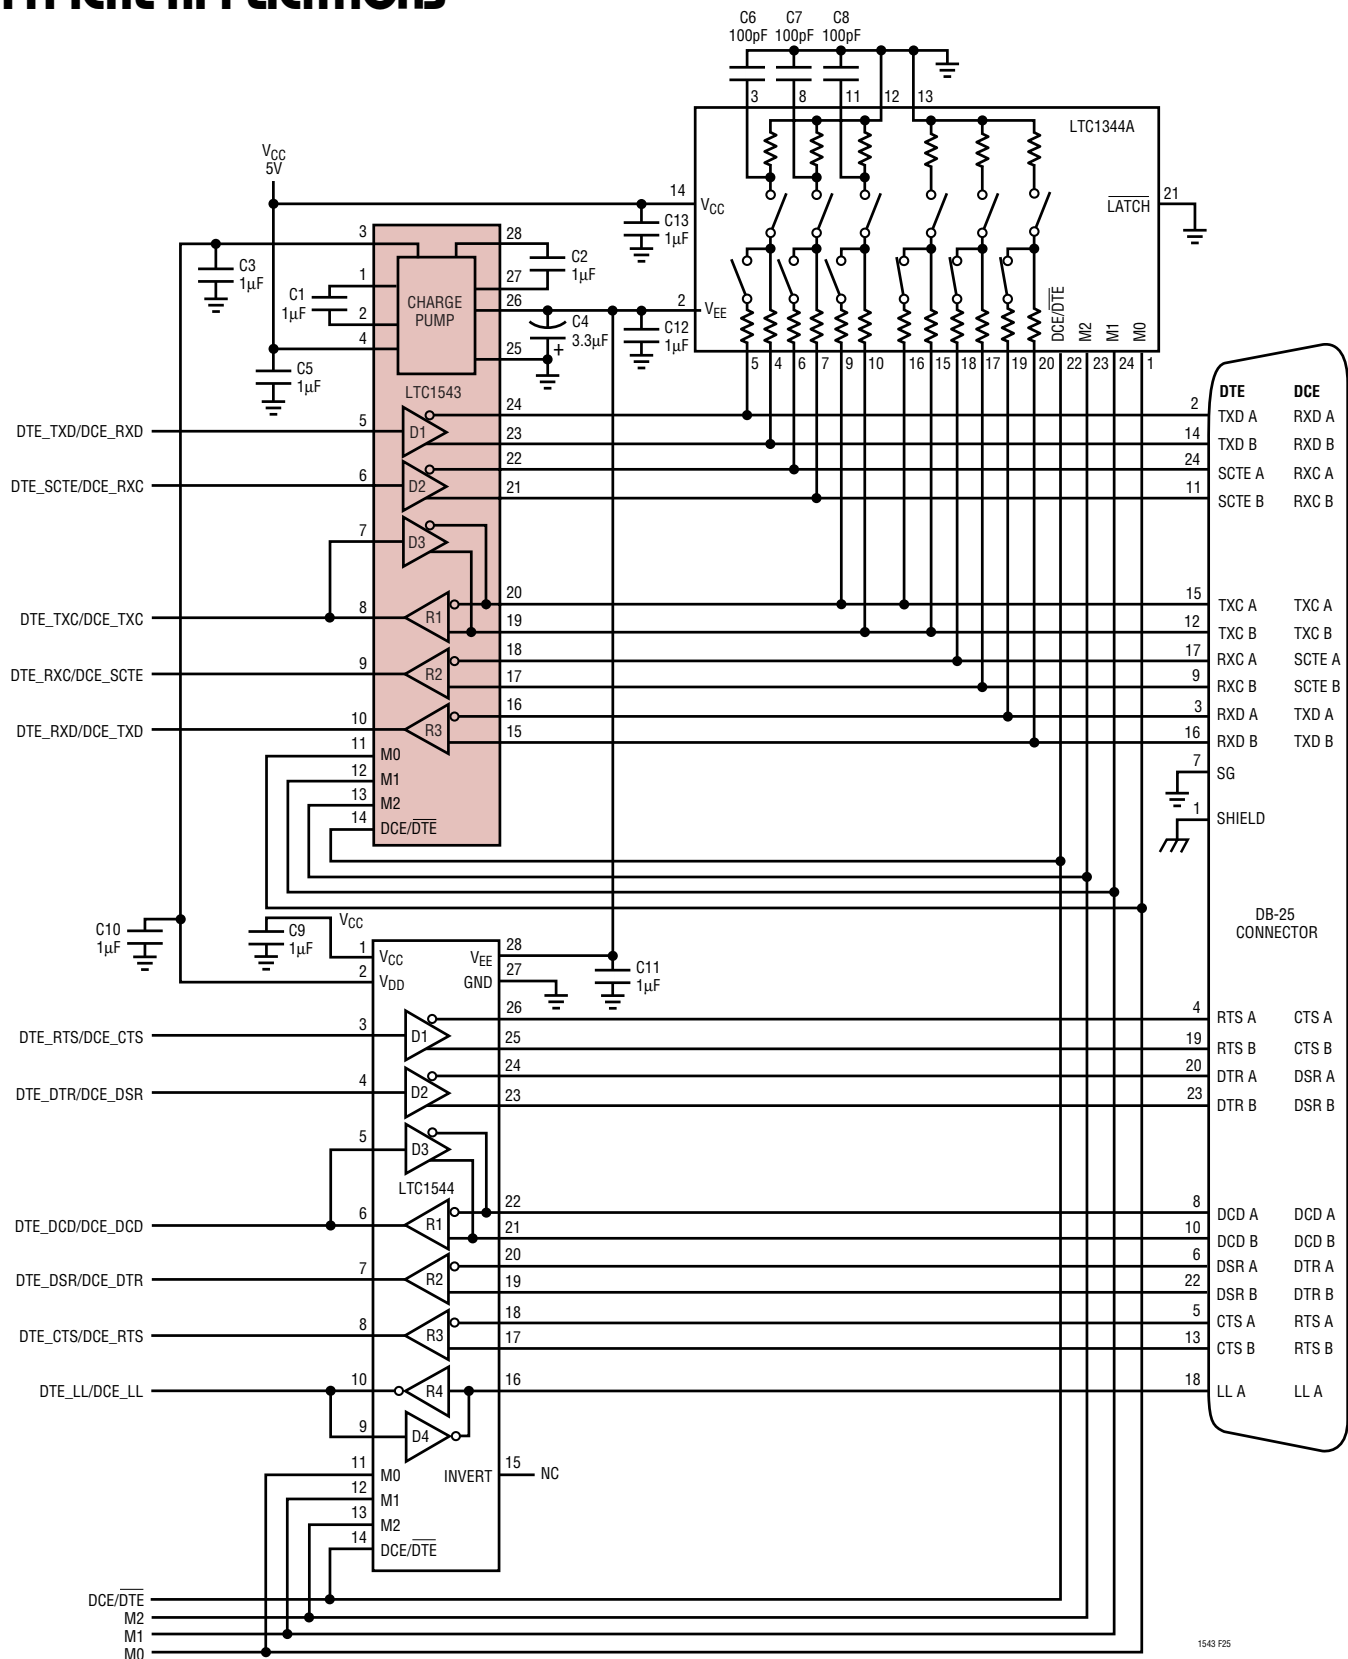 C6 C7 C8
100pF 100pF 100pF
3 8 11 12 13
LTC1344A
VCC
5V
14 VCC
LATCH 21
C13
1µF
3 28
C3
1µF
C2
1µF
1 27
C1
1µF
CHARGE
PUMP
26
2 VEE
2
C4
3.3µF
+
C12
1µF
DCE/DTE
M2
M1
M0
4 25
C5
1µF
LTC1543
5 4 6 7 9 10 16 15 18 17 19 20 22 23 24 1
DTE DCE
DTE_TXD/DCE_RXD 5 D1 24 2 TXD A RXD A
23 14 TXD B RXD B
DTE_SCTE/DCE_RXC 6 D2 22 24 SCTE A RXC A
21 11 SCTE B RXC B
7 D3
DTE_TXC/DCE_TXC 8 R1 20 15 TXC A TXC A
19 12 TXC B TXC B
DTE_RXC/DCE_SCTE 9 R2 18 17 RXC A SCTE A
17 9 RXC B SCTE B
DTE_RXD/DCE_TXD 10 R3 16 3 RXD A TXD A
15 16 RXD B TXD B
11 M0
12 M1
13 M2
14 DCE/DTE
7 SG
1 SHIELD
DB-25
CONNECTOR
C10
1µF
C9
1µF
VCC
1 VCC VEE 28
2 VDD GND 27
C11
1µF
DTE_RTS/DCE_CTS 3 D1 26 4 RTS A CTS A
25 19 RTS B CTS B
DTE_DTR/DCE_DSR 4 D2 24 20 DTR A DSR A
23 23 DTR B DSR B
5 D3
LTC1544
DTE_DCD/DCE_DCD 6 R1 22 8 DCD A DCD A
21 10 DCD B DCD B
DTE_DSR/DCE_DTR 7 R2 20 6 DSR A DTR A
19 22 DSR B DTR B
DTE_CTS/DCE_RTS 8 R3 18 5 CTS A RTS A
17 13 CTS B RTS B
DTE_LL/DCE_LL 10 R4 16 18 LL A LL A
9 D4
11 M0 INVERT 15 NC
12 M1
13 M2
14 DCE/DTE
DCE/DTE
M2
M1
M0
1543 F25